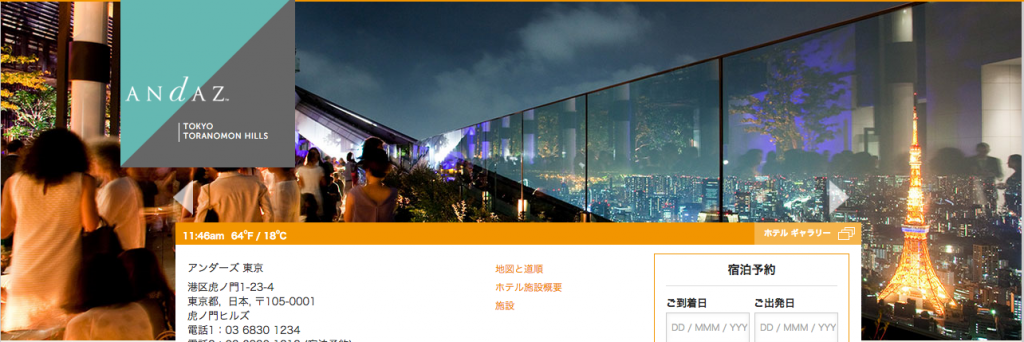 ANdAZ™
TOKYO
TORANOMON HILLS
11:46am 64°F / 18°C
ホテル ギャラリー
アンダーズ 東京
港区虎ノ門1-23-4
東京都, 日本, 〒105-0001
虎ノ門ヒルズ
電話1：03 6830 1234
地図と道順
ホテル施設概要
施設
宿泊予約
ご到着日 ご出発日
DD / MMM / YYY DD / MMM / YYY